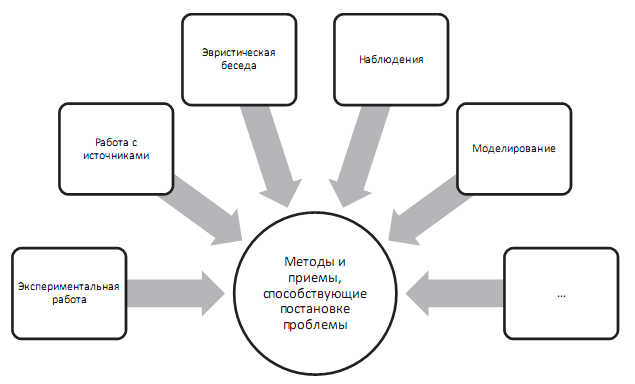 Эвристическая
беседа
Наблюдения
Работа с
источниками
Моделирование
Экспериментальная
работа
Методы и
приемы,
способствующие
постановке
проблемы
...